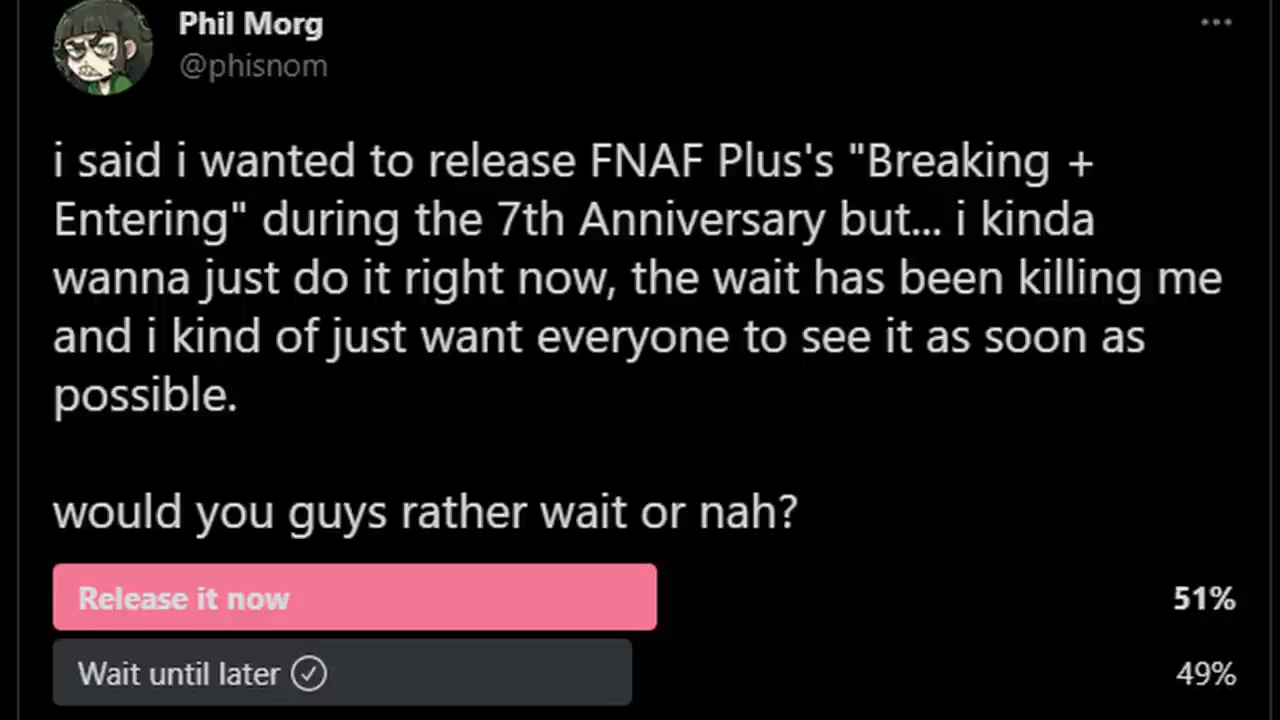 Phil Morg
@phisnom
i said i wanted to release FNAF Plus's "Breaking +
Entering" during the 7th Anniversary but... i kinda
wanna just do it right now, the wait has been killing me
and i kind of just want everyone to see it as soon as
possible.
would you guys rather wait or nah?
Release it now 51%
Wait until later 49%